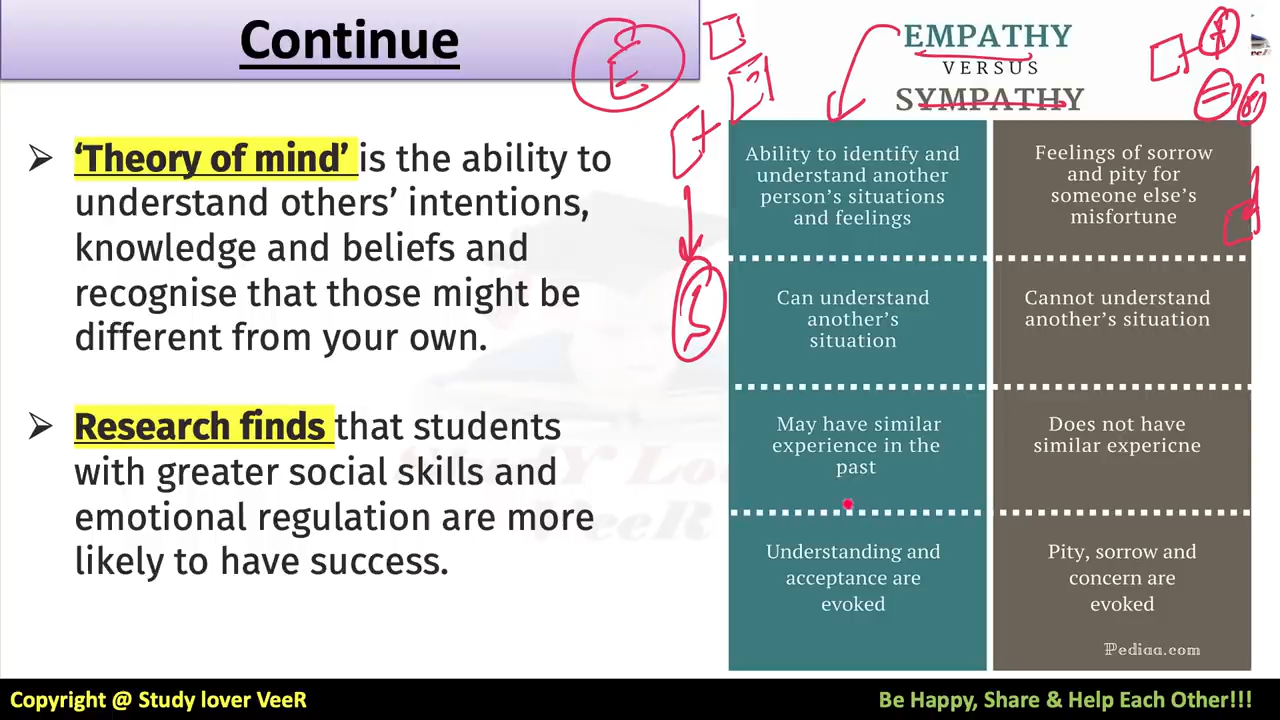 Continue
➢ ‘Theory of mind’ is the ability to
understand others’ intentions,
knowledge and beliefs and
recognise that those might be
different from your own.
➢ Research finds that students
with greater social skills and
emotional regulation are more
likely to have success.
EMPATHY
VERSUS
SYMPATHY
Ability to identify and
understand another
person’s situations
and feelings
Can understand
another’s
situation
May have similar
experience in the
past
Understanding and
acceptance are
evoked
Feelings of sorrow
and pity for
someone else’s
misfortune
Cannot understand
another’s situation
Does not have
similar expericne
Pity, sorrow and
concern are
evoked
Pediaa.com
E
S
Copyright @ Study lover VeeR
Be Happy, Share & Help Each Other!!!